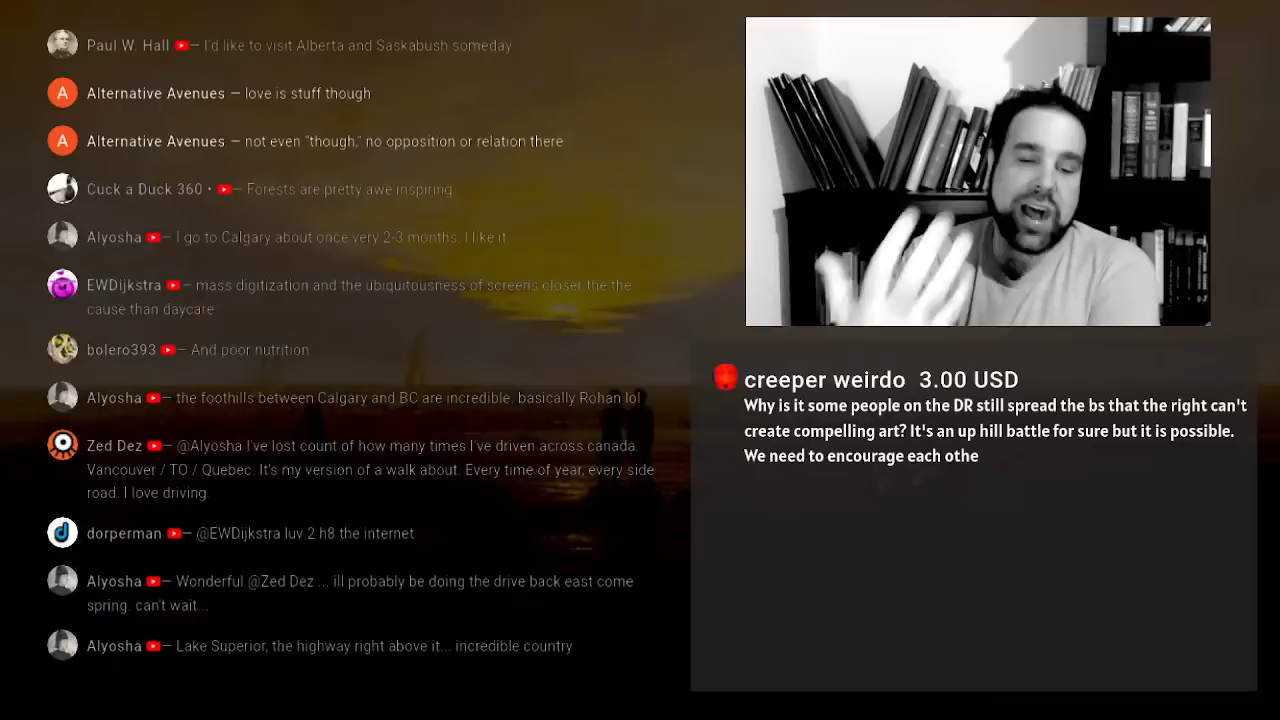 Paul W. Hall — I'd like to visit Alberta and Saskabush someday
A Alternative Avenues — love is stuff though
A Alternative Avenues — not even "though," no opposition or relation there
Cuck a Duck 360 • — Forests are pretty awe inspiring
Alyosha — I go to Calgary about once very 2-3 months. I like it
EWDijkstra — mass digitization and the ubiquitousness of screens closer the the
cause than daycare
bolero393 — And poor nutrition
Alyosha — the foothills between Calgary and BC are incredible. basically Rohan lol
Zed Dez — @Alyosha I've lost count of how many times I've driven across canada.
Vancouver / TO / Quebec. It's my version of a walk about. Every time of year, every side
road. I love driving.
dorperman — @EWDijkstra luv 2 h8 the internet
Alyosha — Wonderful @Zed Dez ... ill probably be doing the drive back east come
spring. can't wait...
Alyosha — Lake Superior, the highway right above it... incredible country
creeper weirdo 3.00 USD
Why is it some people on the DR still spread the bs that the right can't
create compelling art? It's an up hill battle for sure but it is possible.
We need to encourage each othe